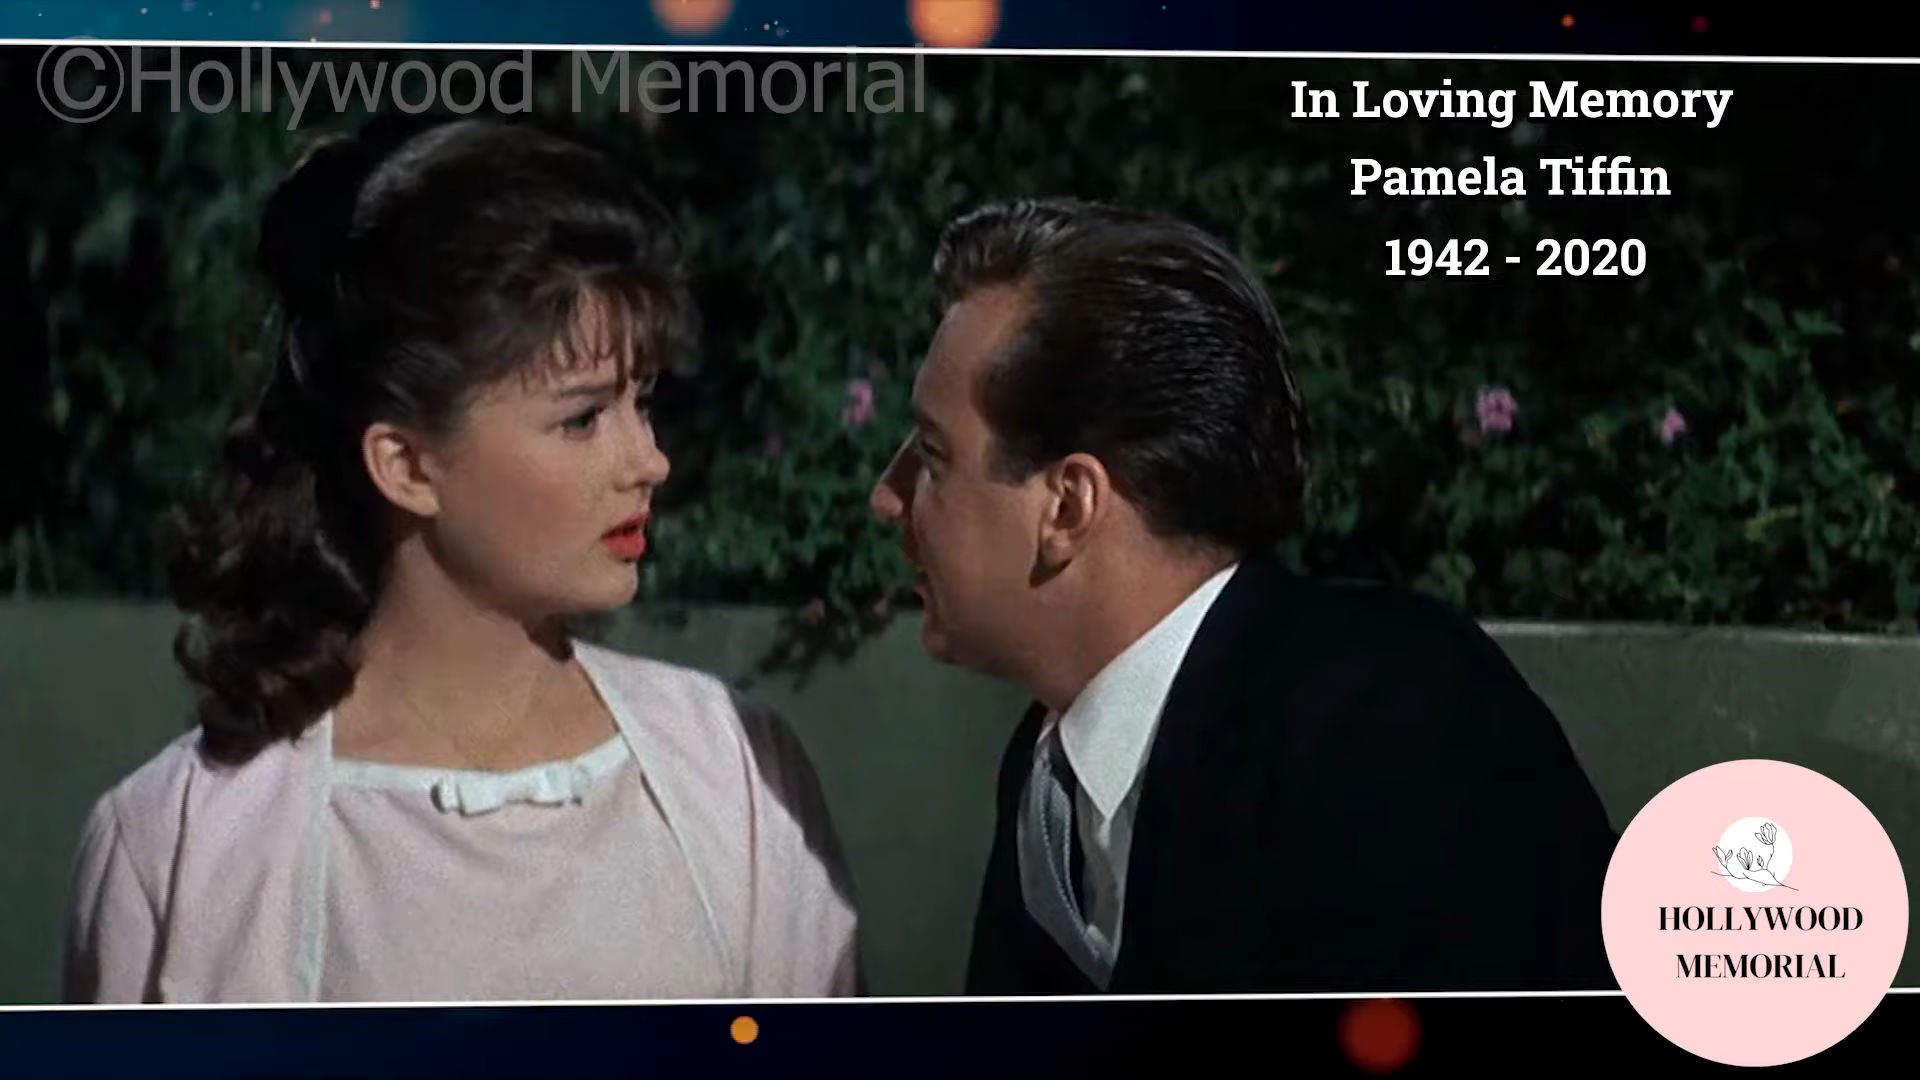 ©Hollywood Memorial
In Loving Memory
Pamela Tiffin
1942 - 2020
HOLLYWOOD
MEMORIAL